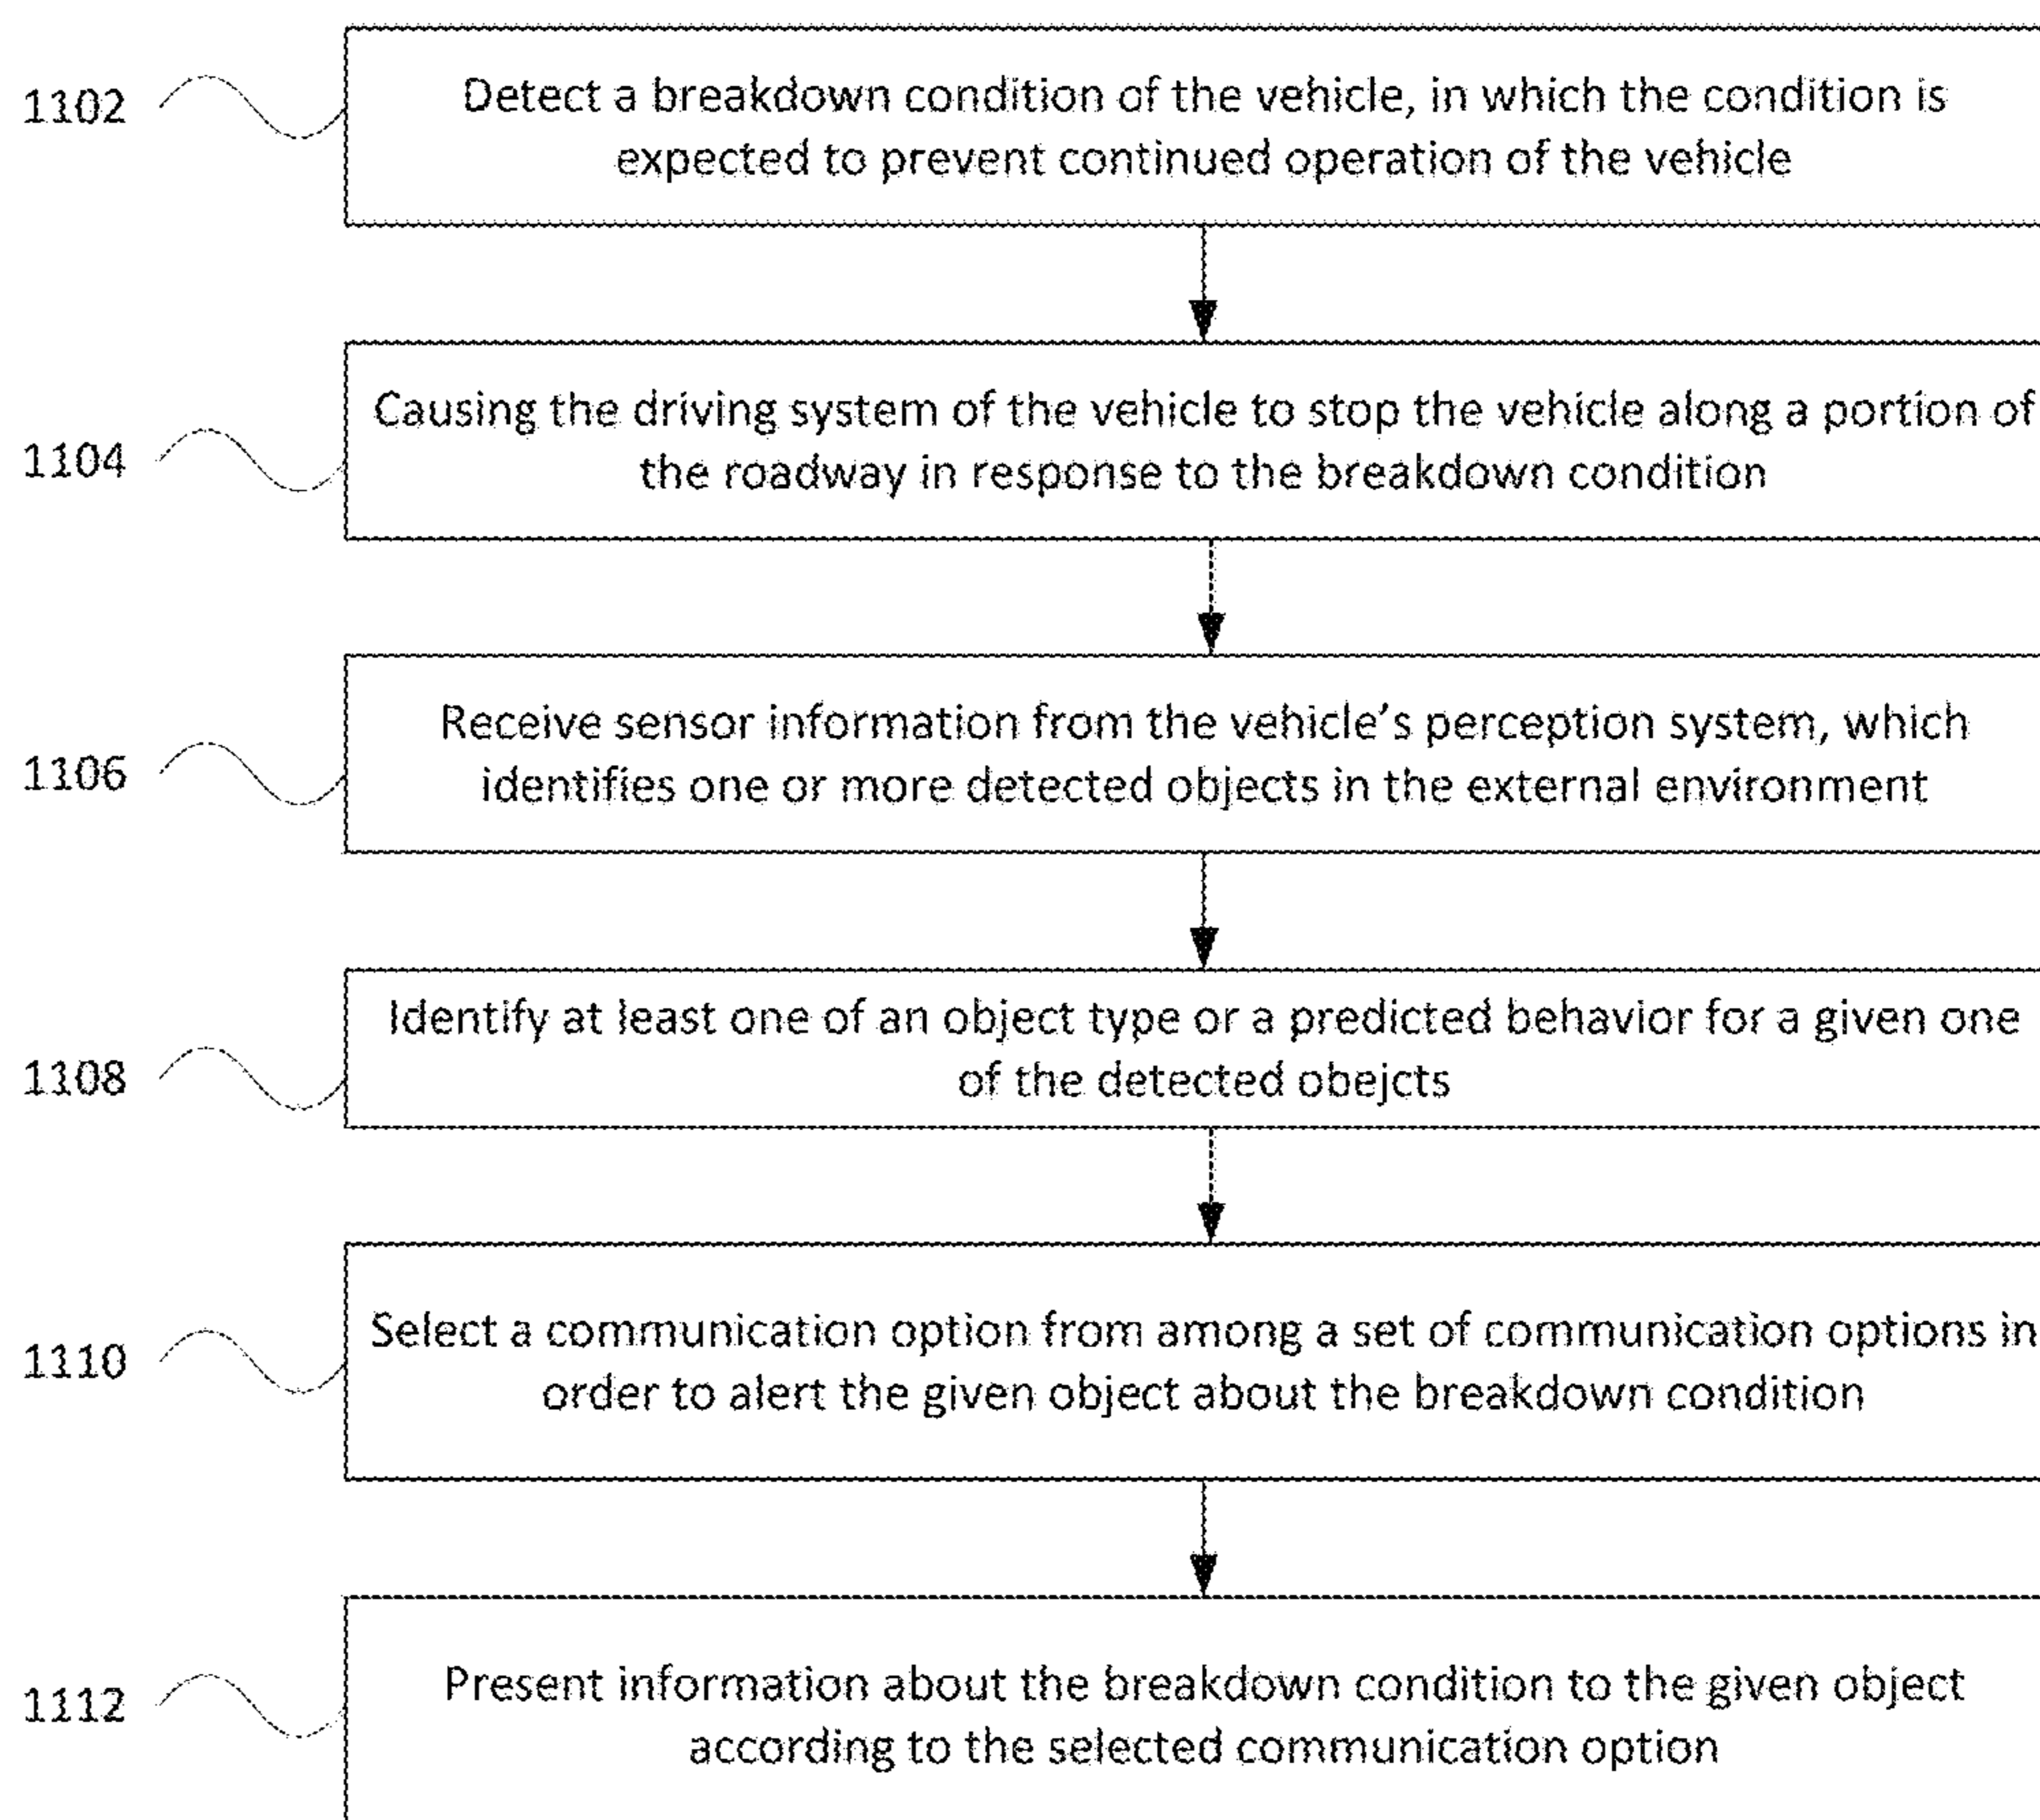 1102
Detect a breakdown condition of the vehicle, in which the condition is
expected to prevent continued operation of the vehicle
1104
Causing the driving system of the vehicle to stop the vehicle along a portion of
the roadway in response to the breakdown condition
1106
Receive sensor information from the vehicle's perception system, which
identifies one or more detected objects in the external environment
1108
Identify at least one of an object type or a predicted behavior for a given one
of the detected obejcts
1110
Select a communication option from among a set of communication options in
order to alert the given object about the breakdown condition
1112
Present information about the breakdown condition to the given object
according to the selected communication option